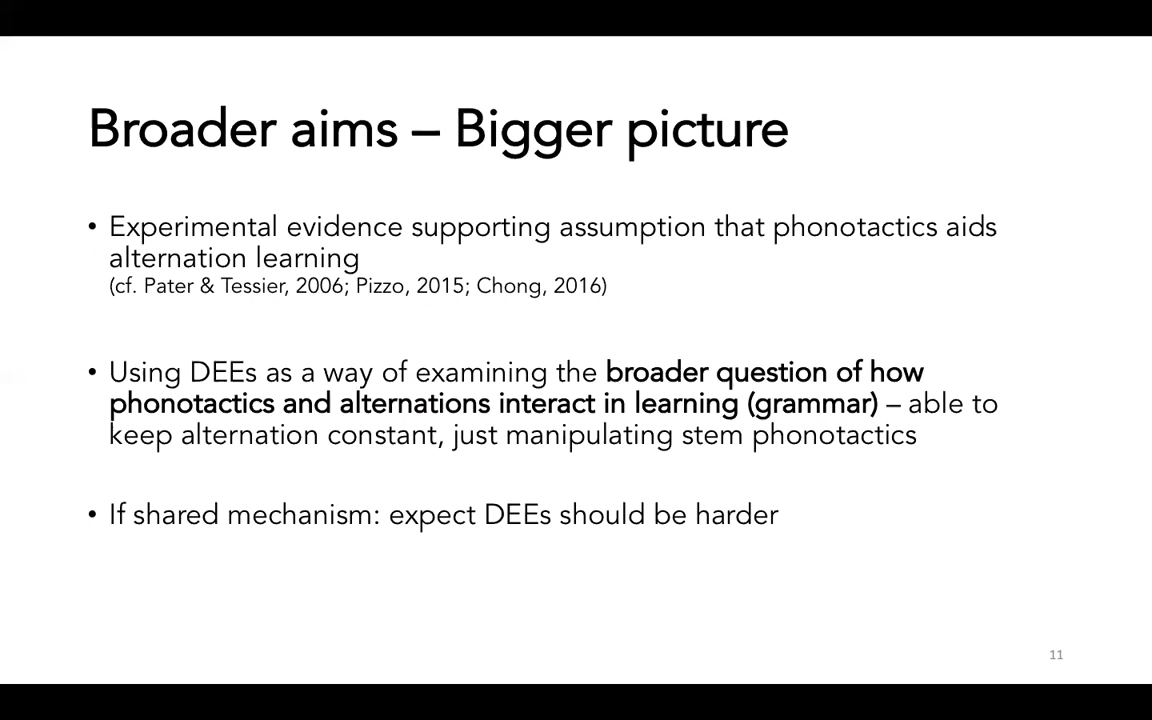 Broader aims – Bigger picture
• Experimental evidence supporting assumption that phonotactics aids
alternation learning
(cf. Pater & Tessier, 2006; Pizzo, 2015; Chong, 2016)
• Using DEEs as a way of examining the broader question of how
phonotactics and alternations interact in learning (grammar) – able to
keep alternation constant, just manipulating stem phonotactics
• If shared mechanism: expect DEEs should be harder
11